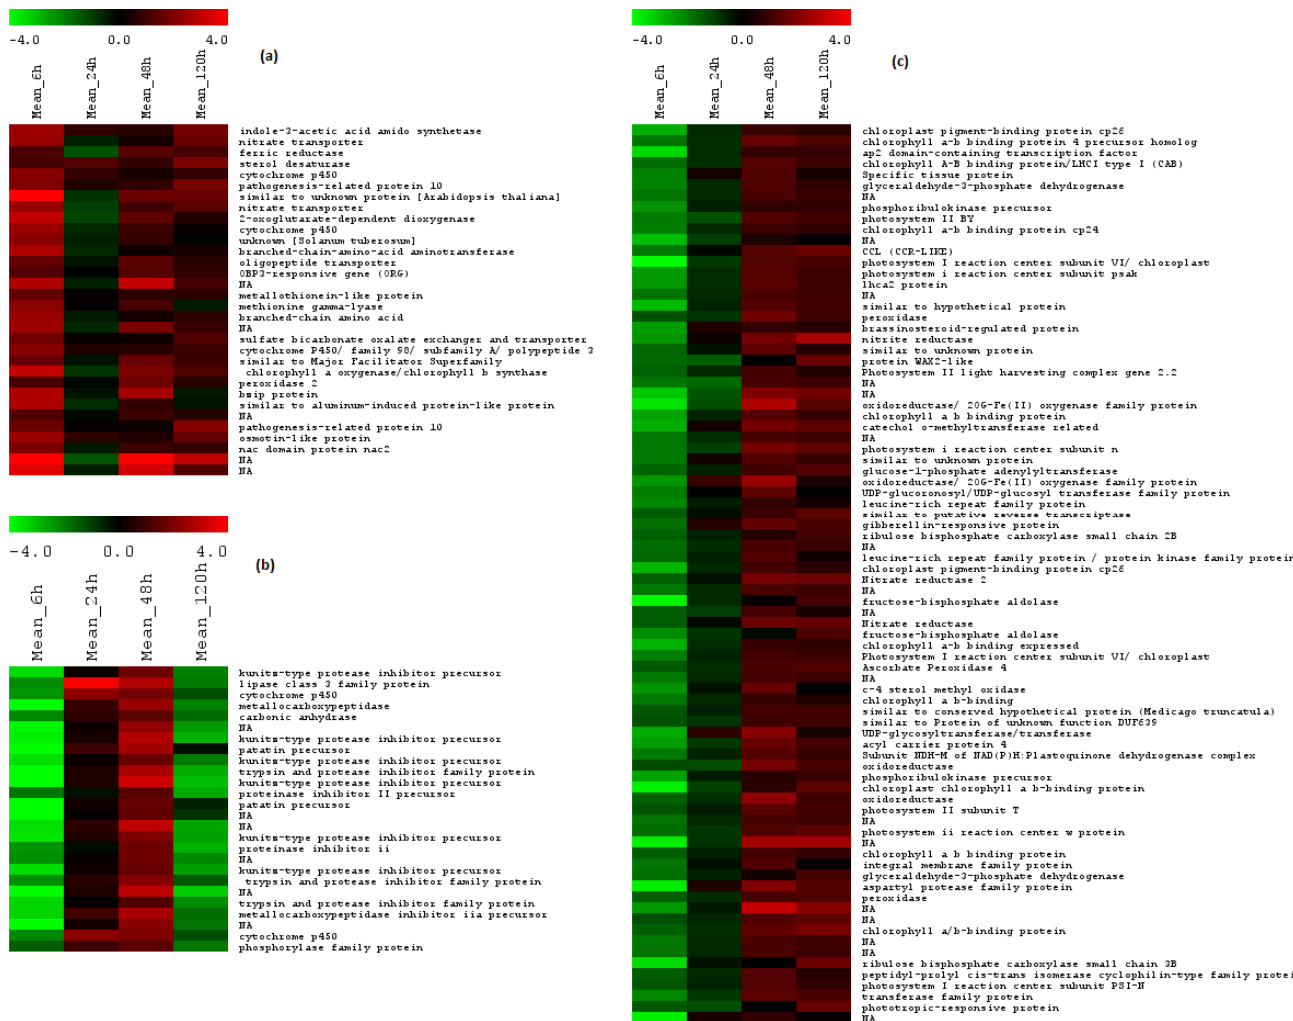 -4.0 0.0 4.0
(a)
Mean_6h
Mean_24h
Mean_48h
Mean_120h
indole-3-acetic acid amido synthetase
nitrate transporter
ferric reductase
sterol desaturase
cytochrome p450
pathogenesis-related protein 10
similar to unknown protein [Arabidopsis thaliana]
nitrate transporter
2-oxoglutarate-dependent dioxygenase
cytochrome p450
unknown [Solanum tuberosum]
branched-chain-amino-acid aminotransferase
oligopeptide transporter
OBP3-responsive gene (ORG)
NA
metallothionein-like protein
methionine gamma-lyase
branched-chain amino acid
NA
sulfate bicarbonate oxalate exchanger and transporter
cytochrome P450/ family 98/ subfamily A/ polypeptide 3
similar to Major Facilitator Superfamily
chlorophyll a oxygenase/chlorophyll b synthase
peroxidase 2
bzip protein
similar to aluminum-induced protein-like protein
NA
pathogenesis-related protein 10
osmotin-like protein
nac domain protein nac2
NA
NA
-4.0 0.0 4.0
(b)
Mean_6h
Mean_24h
Mean_48h
Mean_120h
kunitz-type protease inhibitor precursor
lipase class 3 family protein
cytochrome p450
metallocarboxypeptidase
carbonic anhydrase
NA
kunitz-type protease inhibitor precursor
patatin precursor
kunitz-type protease inhibitor precursor
trypsin and protease inhibitor family protein
kunitz-type protease inhibitor precursor
proteinase inhibitor II precursor
patatin precursor
NA
NA
kunitz-type protease inhibitor precursor
proteinase inhibitor ii
NA
kunitz-type protease inhibitor precursor
trypsin and protease inhibitor family protein
NA
trypsin and protease inhibitor family protein
metallocarboxypeptidase inhibitor iia precursor
NA
cytochrome p450
phosphorylase family protein
-4.0 0.0 4.0
(c)
Mean_6h
Mean_24h
Mean_48h
Mean_120h
chloroplast pigment-binding protein cp26
chlorophyll a-b binding protein 4 precursor homolog
ap2 domain-containing transcription factor
chlorophyll A-B binding protein/LHCI type I (CAB)
Specific tissue protein
glyceraldehyde-3-phosphate dehydrogenase
NA
phosphoribulokinase precursor
photosystem II BY
chlorophyll a-b binding protein cp24
NA
CCL (CCR-LIKE)
photosystem I reaction center subunit VI/ chloroplast
photosystem i reaction center subunit psak
lhca2 protein
NA
similar to hypothetical protein
peroxidase
brassinosteroid-regulated protein
nitrite reductase
similar to unknown protein
protein WAX2-like
Photosystem II light harvesting complex gene 2.2
NA
NA
oxidoreductase/ 2OG-Fe(II) oxygenase family protein
chlorophyll a b binding protein
catechol o-methyltransferase related
NA
photosystem i reaction center subunit n
similar to unknown protein
glucose-1-phosphate adenylyltransferase
oxidoreductase/ 2OG-Fe(II) oxygenase family protein
UDP-glucoronosyl/UDP-glucosyl transferase family protein
leucine-rich repeat family protein
similar to putative reverse transcriptase
gibberellin-responsive protein
ribulose bisphosphate carboxylase small chain 2B
NA
leucine-rich repeat family protein / protein kinase family protein
chloroplast pigment-binding protein cp26
Nitrate reductase 2
NA
fructose-bisphosphate aldolase
NA
Nitrate reductase
fructose-bisphosphate aldolase
chlorophyll a-b binding expressed
Photosystem I reaction center subunit VI/ chloroplast
Ascorbate Peroxidase 4
NA
c-4 sterol methyl oxidase
chlorophyll a b-binding
similar to conserved hypothetical protein (Medicago truncatula)
similar to Protein of unknown function DUF639
UDP-glycosyltransferase/transferase
acyl carrier protein 4
Subunit NDH-M of NAD(P)H:Plastoquinone dehydrogenase complex
oxidoreductase
phosphoribulokinase precursor
chloroplast chlorophyll a b-binding protein
oxidoreductase
photosystem II subunit T
NA
photosystem ii reaction center w protein
NA
chlorophyll a b binding protein
integral membrane family protein
glyceraldehyde-3-phosphate dehydrogenase
aspartyl protease family protein
peroxidase
NA
NA
chlorophyll a/b-binding protein
NA
NA
ribulose bisphosphate carboxylase small chain 3B
peptidyl-prolyl cis-trans isomerase cyclophilin-type family protei
photosystem I reaction center subunit PSI-N
transferase family protein
phototropic-responsive protein
NA